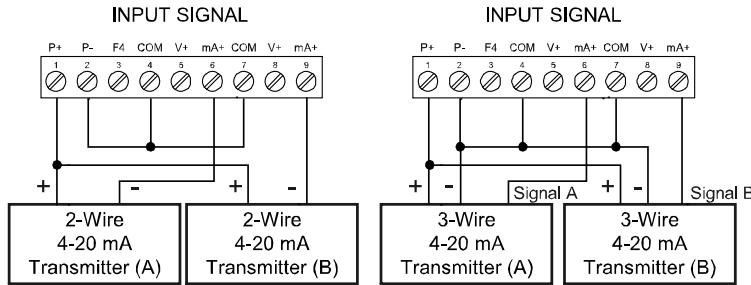 INPUT SIGNAL
P+ P- F4 COM V+ mA+ COM V+ mA+
1 2 3 4 5 6 7 8 9
+ - + -
2-Wire
4-20 mA
Transmitter (A)
2-Wire
4-20 mA
Transmitter (B)
INPUT SIGNAL
P+ P- F4 COM V+ mA+ COM V+ mA+
1 2 3 4 5 6 7 8 9
+ - Signal A + - Signal B
3-Wire
4-20 mA
Transmitter (A)
3-Wire
4-20 mA
Transmitter (B)